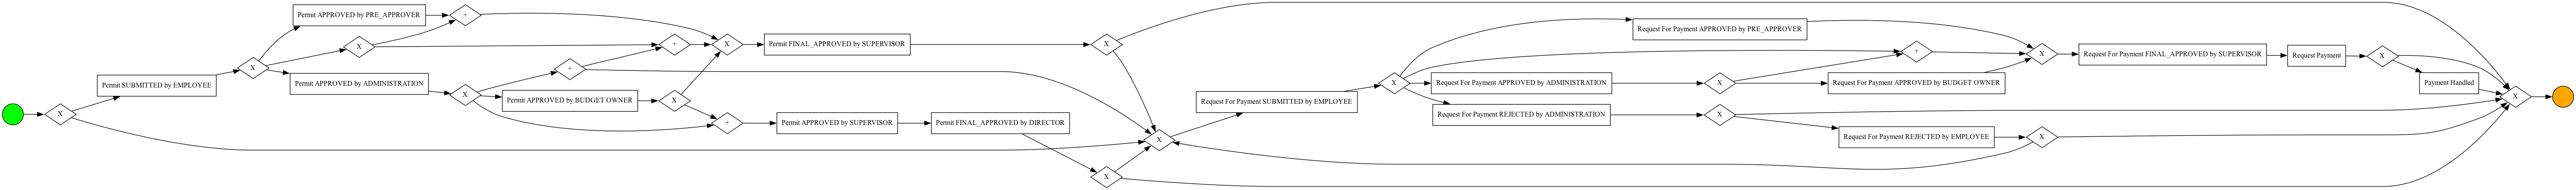 Permit APPROVED by PRE_APPROVER
+
X
Permit SUBMITTED by EMPLOYEE
X
X
Permit APPROVED by ADMINISTRATION
X
+
+
X
Permit FINAL_APPROVED by SUPERVISOR
X
Permit APPROVED by BUDGET OWNER
X
+
Permit APPROVED by SUPERVISOR
Permit FINAL_APPROVED by DIRECTOR
X
X
Request For Payment SUBMITTED by EMPLOYEE
X
Request For Payment APPROVED by PRE_APPROVER
Request For Payment APPROVED by ADMINISTRATION
Request For Payment REJECTED by ADMINISTRATION
X
X
+
Request For Payment APPROVED by BUDGET OWNER
Request For Payment REJECTED by EMPLOYEE
X
X
Request For Payment FINAL_APPROVED by SUPERVISOR
Request Payment
X
Payment Handled
X